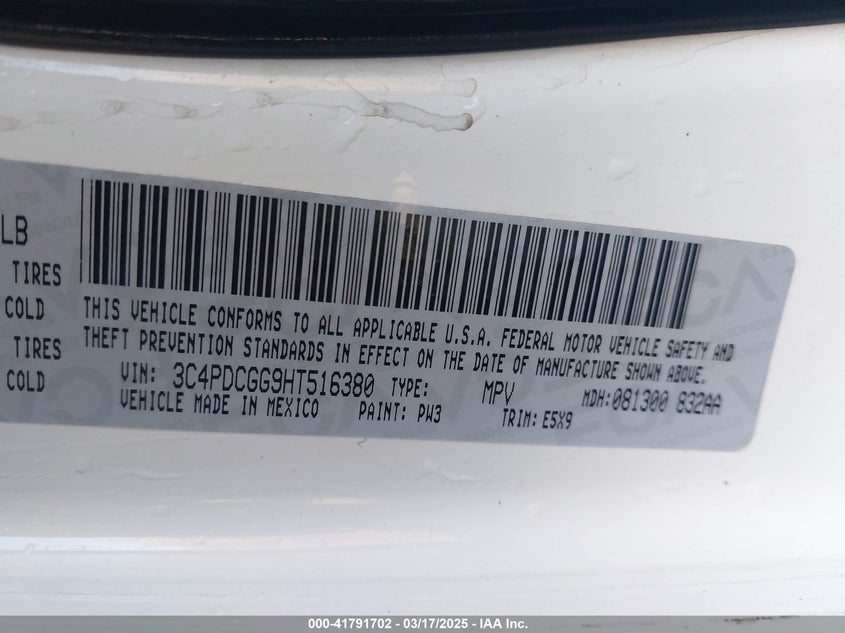 LB
TIRES
COLD
TIRES
COLD
THIS VEHICLE CONFORMS TO ALL APPLICABLE U.S.A. FEDERAL MOTOR VEHICLE SAFETY AND
THEFT PREVENTION STANDARDS IN EFFECT ON THE DATE OF MANUFACTURE SHOWN ABOVE.
VIN: 3C4PDCGG9HT516380 TYPE: MPV MDH:081300 832AA
VEHICLE MADE IN MEXICO PAINT: PW3 TRIM: E5X9
000-41791702 - 03/17/2025 - IAA Inc.